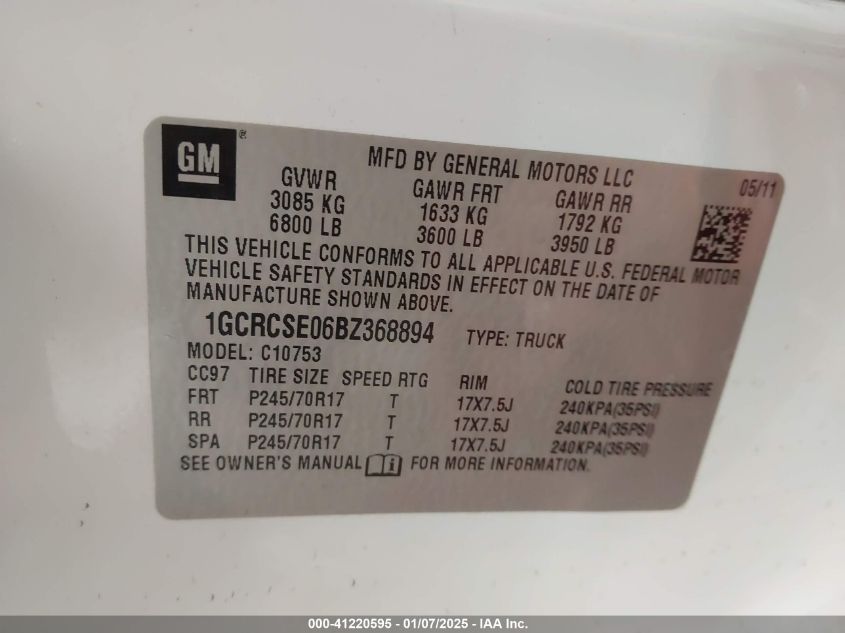 GM ®
MFD BY GENERAL MOTORS LLC
05/11
GVWR GAWR FRT GAWR RR
3085 KG 1633 KG 1792 KG
6800 LB 3600 LB 3950 LB
THIS VEHICLE CONFORMS TO ALL APPLICABLE U.S. FEDERAL MOTOR
VEHICLE SAFETY STANDARDS IN EFFECT ON THE DATE OF
MANUFACTURE SHOWN ABOVE.
1GCRCSE06BZ368894 TYPE: TRUCK
MODEL: C10753
CC97 TIRE SIZE SPEED RTG RIM COLD TIRE PRESSURE
FRT P245/70R17 T 17X7.5J 240KPA(35PSI)
RR P245/70R17 T 17X7.5J 240KPA(35PSI)
SPA P245/70R17 T 17X7.5J 240KPA(35PSI)
SEE OWNER'S MANUAL i FOR MORE INFORMATION.
000-41220595 - 01/07/2025 - IAA Inc.